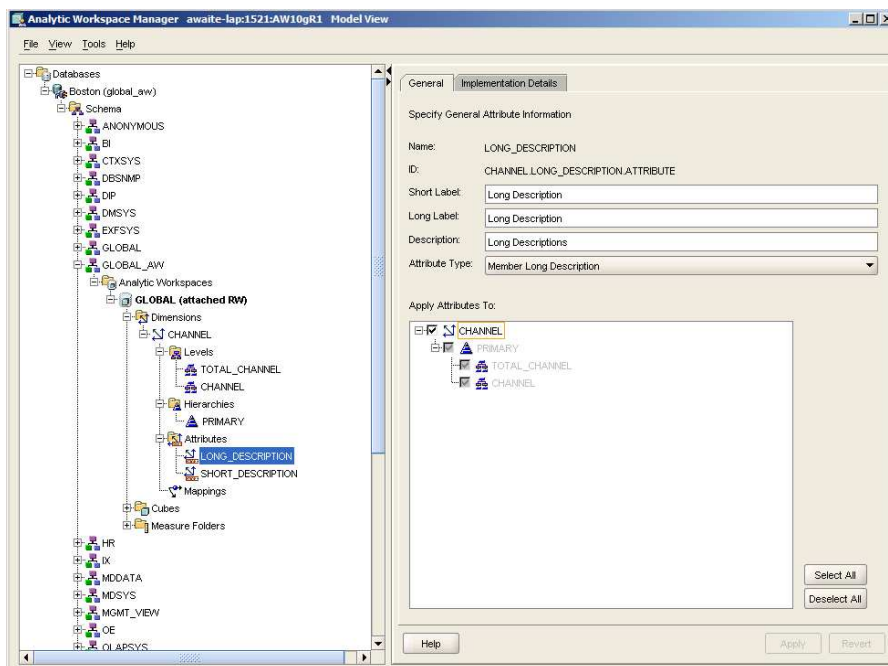 Analytic Workspace Manager awaite-lap:1521:AW10gR1 Model View
File View Tools Help
Databases
Boston (global_aw)
Schema
ANONYMOUS
BI
CTXSYS
DBSNMP
DIP
DMSYS
EXFSYS
GLOBAL
GLOBAL_AW
Analytic Workspaces
GLOBAL (attached RW)
Dimensions
CHANNEL
Levels
TOTAL_CHANNEL
CHANNEL
Hierarchies
PRIMARY
Attributes
LONG_DESCRIPTION
SHORT_DESCRIPTION
Mappings
Cubes
Measure Folders
HR
IX
MDDATA
MDSYS
MGMT_VIEW
OE
OLAPSYS
General Implementation Details
Specify General Attribute Information
Name: LONG_DESCRIPTION
ID: CHANNEL.LONG_DESCRIPTION.ATTRIBUTE
Short Label: Long Description
Long Label: Long Description
Description: Long Descriptions
Attribute Type: Member Long Description
Apply Attributes To:
CHANNEL
PRIMARY
TOTAL_CHANNEL
CHANNEL
Select All
Deselect All
Help Apply Revert